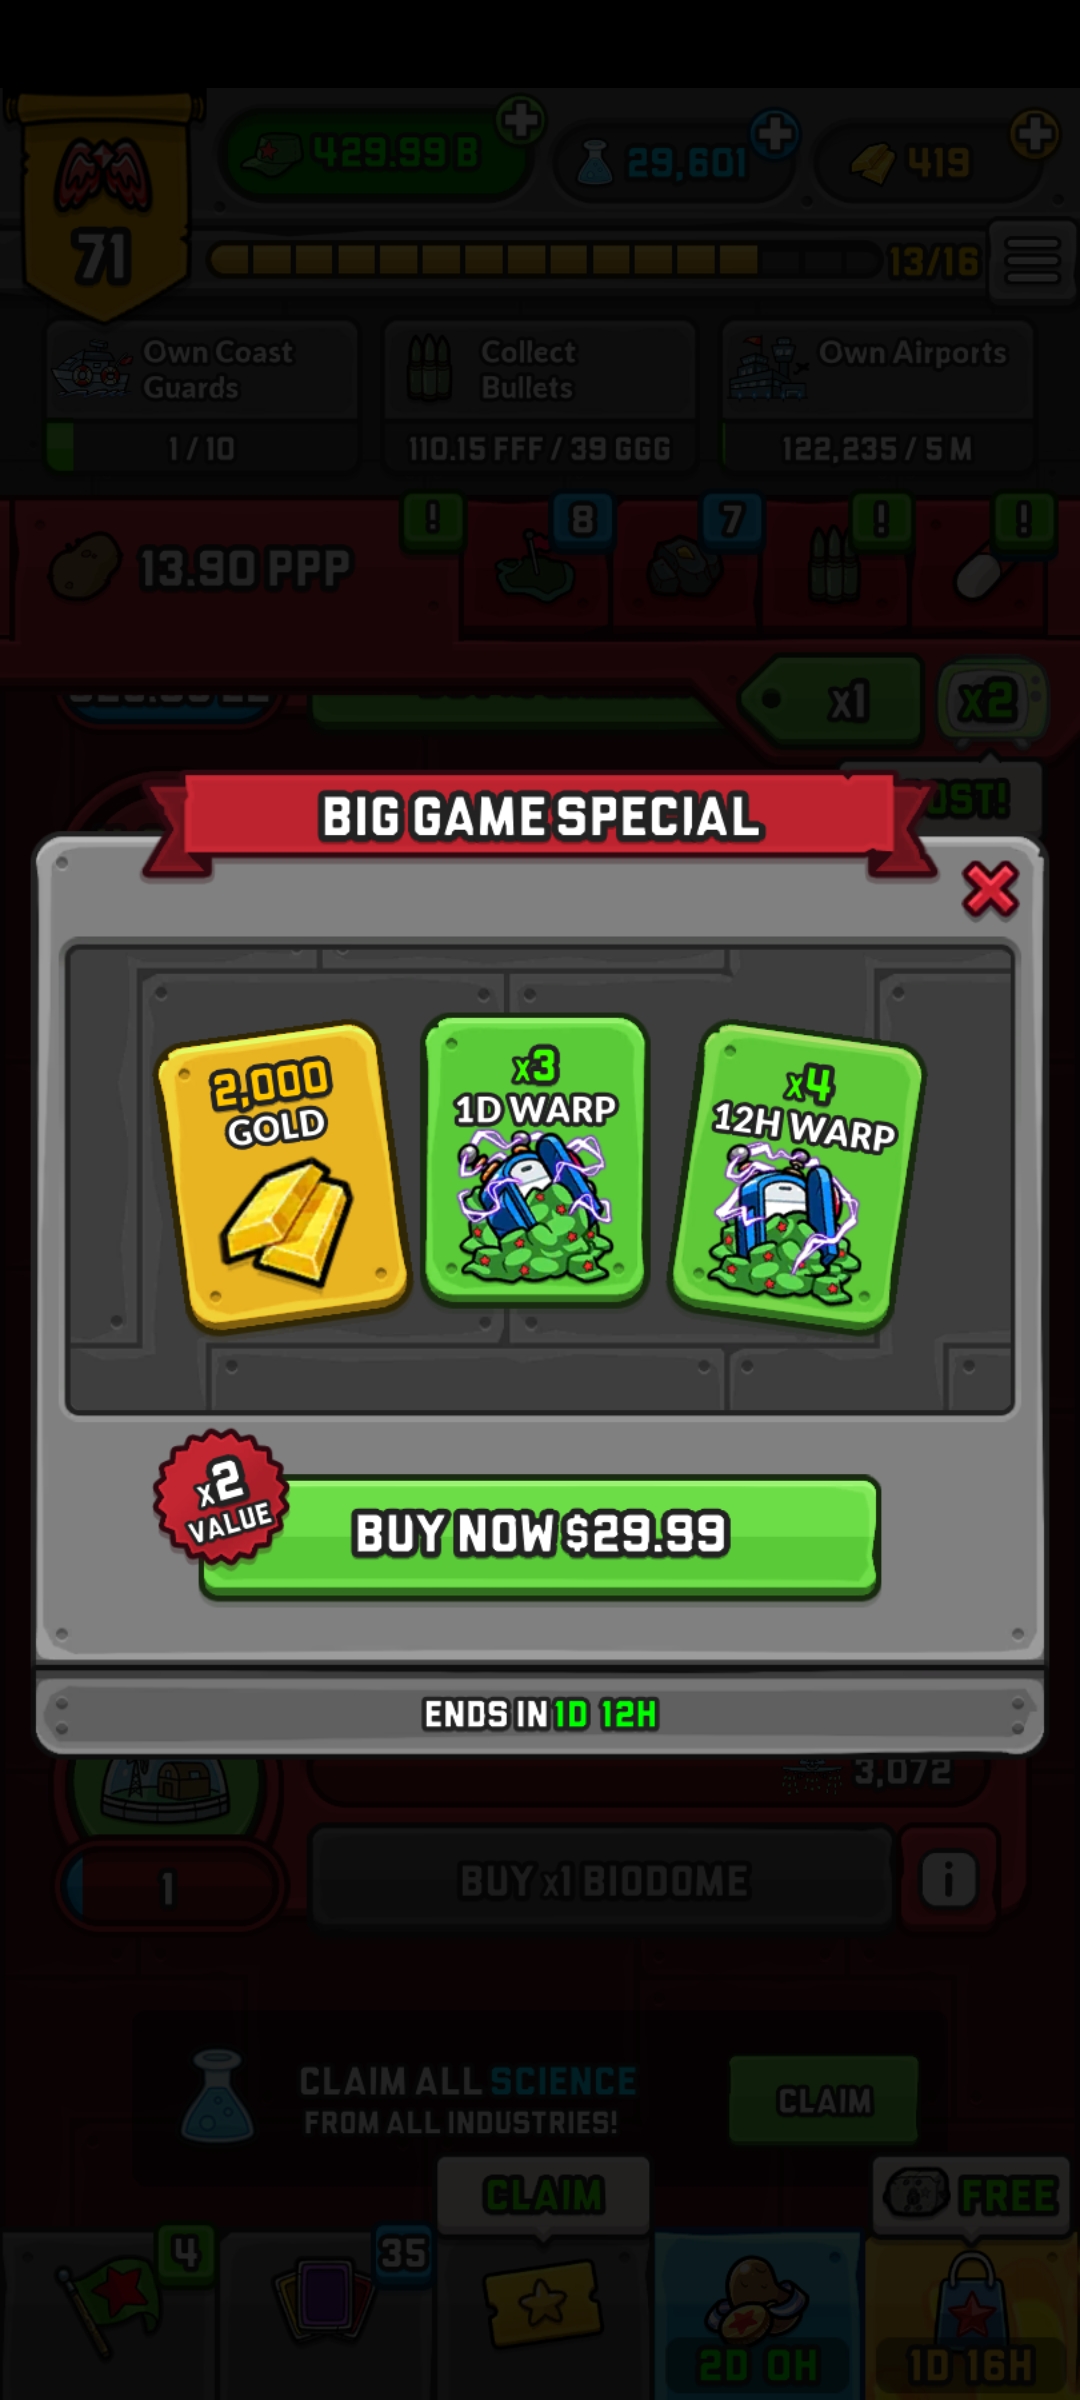 429.99 B
29,601
419
71
13/16
Own Coast
Guards
1 / 10
Collect
Bullets
110.15 FFF / 39 GGG
Own Airports
122,235 / 5 M
13.90 PPP
!
8
7
!
!
x1
x2
BIG GAME SPECIAL
2,000
GOLD
x3
1D WARP
x4
12H WARP
x2
VALUE
BUY NOW $29.99
ENDS IN 1D 12H
3,072
1
BUY x1 BIODOME
i
CLAIM ALL SCIENCE
FROM ALL INDUSTRIES!
CLAIM
CLAIM
FREE
4
35
2D 0H
1D 16H